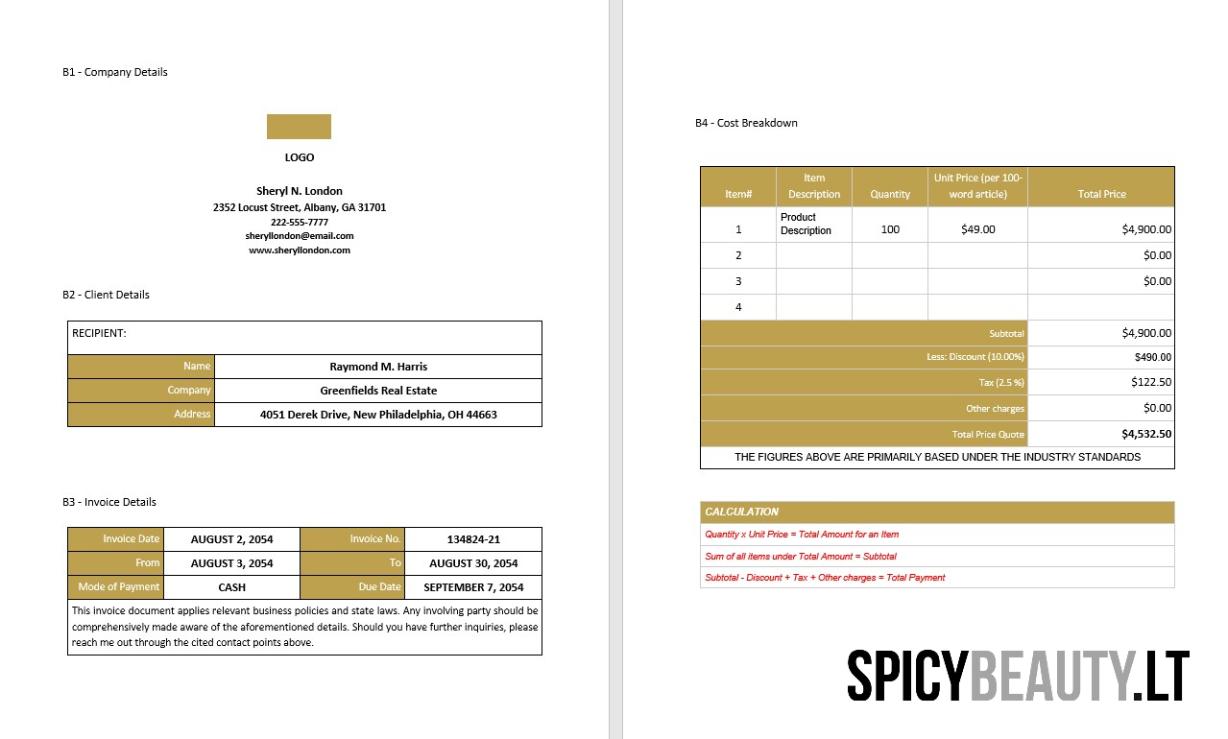 B1 - Company Details
LOGO
Sheryl N. London
2352 Locust Street, Albany, GA 31701
222-555-7777
sheryllondon@email.com
www.sheryllondon.com
B2 - Client Details
RECIPIENT:
Name Raymond M. Harris
Company Greenfields Real Estate
Address 4051 Derek Drive, New Philadelphia, OH 44663
B3 - Invoice Details
Invoice Date AUGUST 2, 2054 Invoice No. 134824-21
From AUGUST 3, 2054 To AUGUST 30, 2054
Mode of Payment CASH Due Date SEPTEMBER 7, 2054
This invoice document applies relevant business policies and state laws. Any involving party should be
comprehensively made aware of the aforementioned details. Should you have further inquiries, please
reach me out through the cited contact points above.
B4 - Cost Breakdown
Item# Item Description Quantity Unit Price (per 100-word article) Total Price
1 Product Description 100 $49.00 $4,900.00
2 $0.00
3 $0.00
4
Subtotal $4,900.00
Less: Discount (10.00%) $490.00
Tax (2.5 %) $122.50
Other charges $0.00
Total Price Quote $4,532.50
THE FIGURES ABOVE ARE PRIMARILY BASED UNDER THE INDUSTRY STANDARDS
CALCULATION
Quantity x Unit Price = Total Amount for an Item
Sum of all items under Total Amount = Subtotal
Subtotal - Discount + Tax + Other charges = Total Payment
SPICYBEAUTY.LT